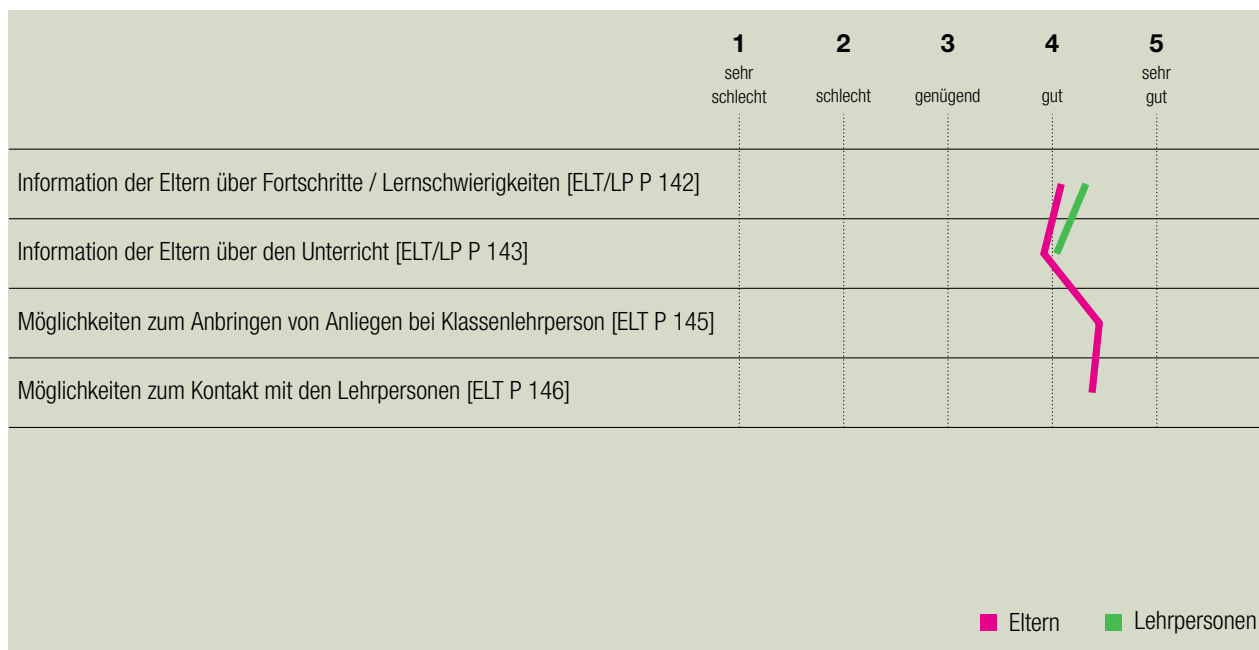 1 2 3 4 5
sehr schlecht schlecht genügend gut sehr gut
Information der Eltern über Fortschritte / Lernschwierigkeiten [ELT/LP P 142]
Information der Eltern über den Unterricht [ELT/LP P 143]
Möglichkeiten zum Anbringen von Anliegen bei Klassenlehrperson [ELT P 145]
Möglichkeiten zum Kontakt mit den Lehrpersonen [ELT P 146]
Eltern Lehrpersonen